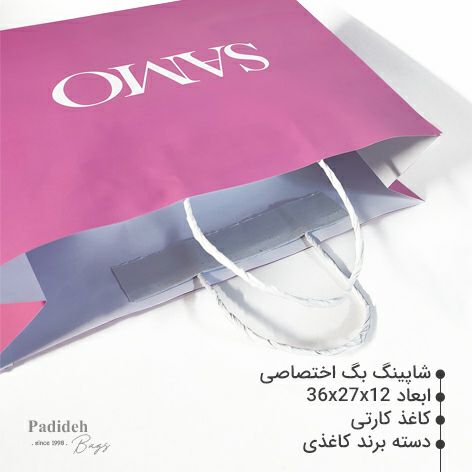 SAMO
شاپینگ بگ اختصاصی
ابعاد 36x27x12
کاغذ کارتی
دسته برند کاغذی
Padideh
. since 1998 . Bags